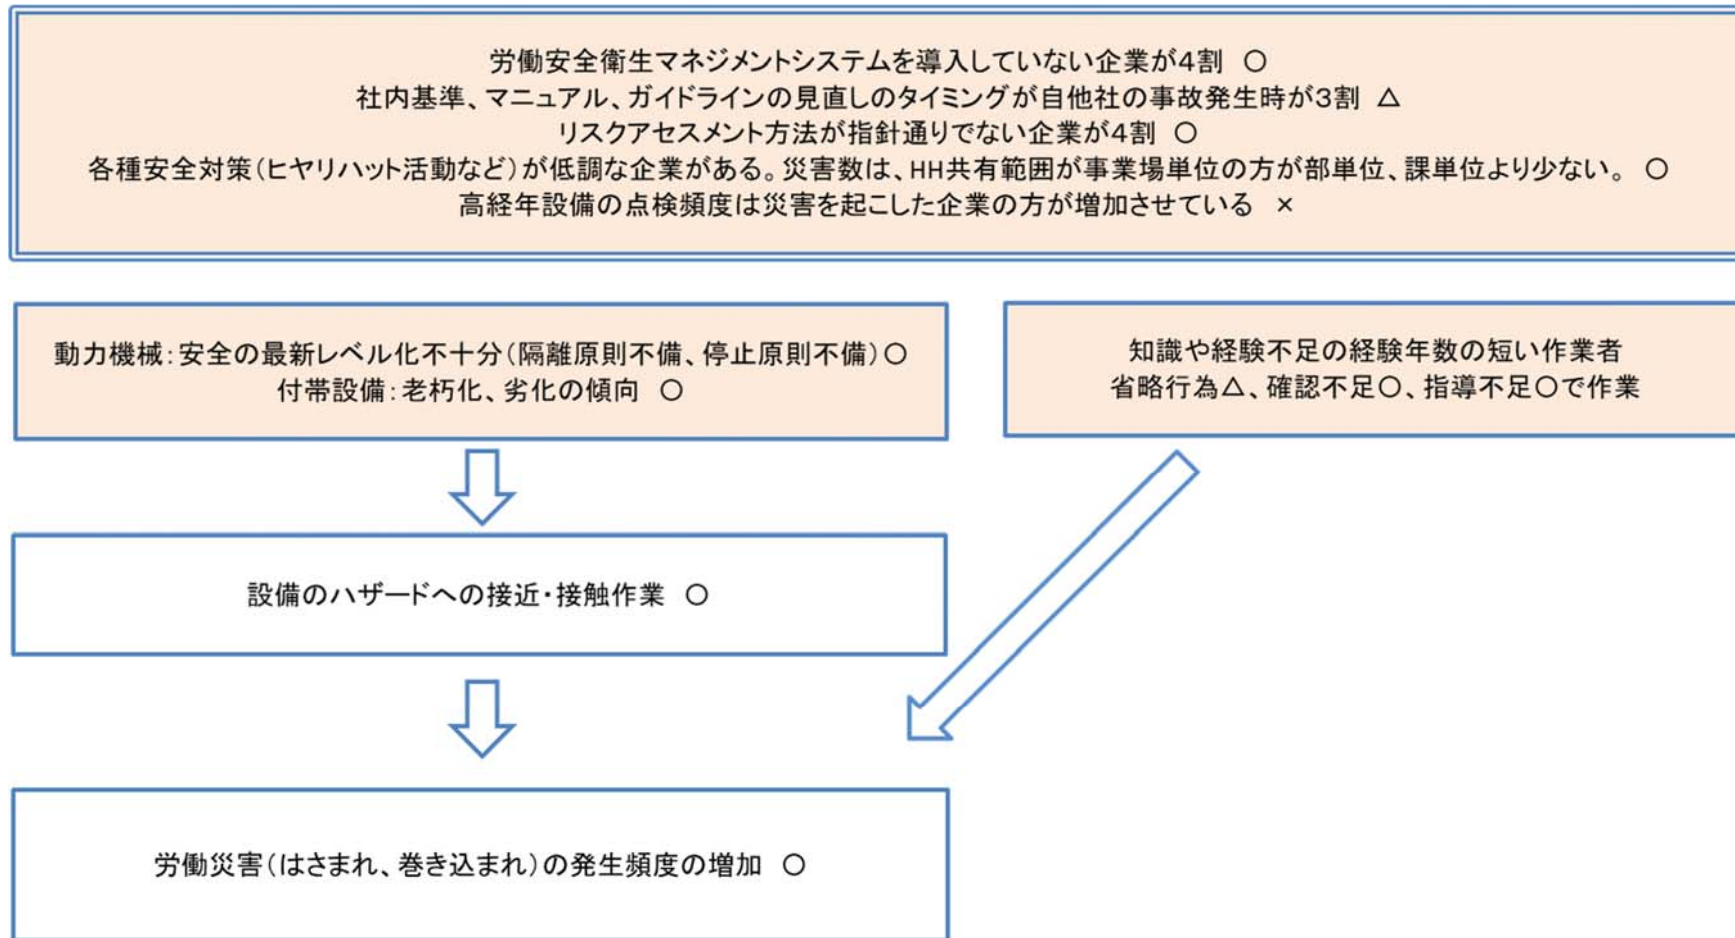 労働安全衛生マネジメントシステムを導入していない企業が4割 ○
社内基準、マニュアル、ガイドラインの見直しのタイミングが自他社の事故発生時が3割 △
リスクアセスメント方法が指針通りでない企業が4割 ○
各種安全対策(ヒヤリハット活動など)が低調な企業がある。災害数は、HH共有範囲が事業場単位の方が部単位、課単位より少ない。 ○
高経年設備の点検頻度は災害を起こした企業の方が増加させている ×
動力機械:安全の最新レベル化不十分(隔離原則不備、停止原則不備)○
付帯設備:老朽化、劣化の傾向 ○
知識や経験不足の経験年数の短い作業者
省略行為△、確認不足○、指導不足○で作業
設備のハザードへの接近・接触作業 ○
労働災害(はさまれ、巻き込まれ)の発生頻度の増加 ○